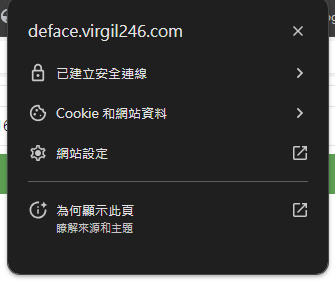 deface.virgil246.com
已建立安全連線
Cookie 和網站資料
網站設定
為何顯示此頁
瞭解來源和主題